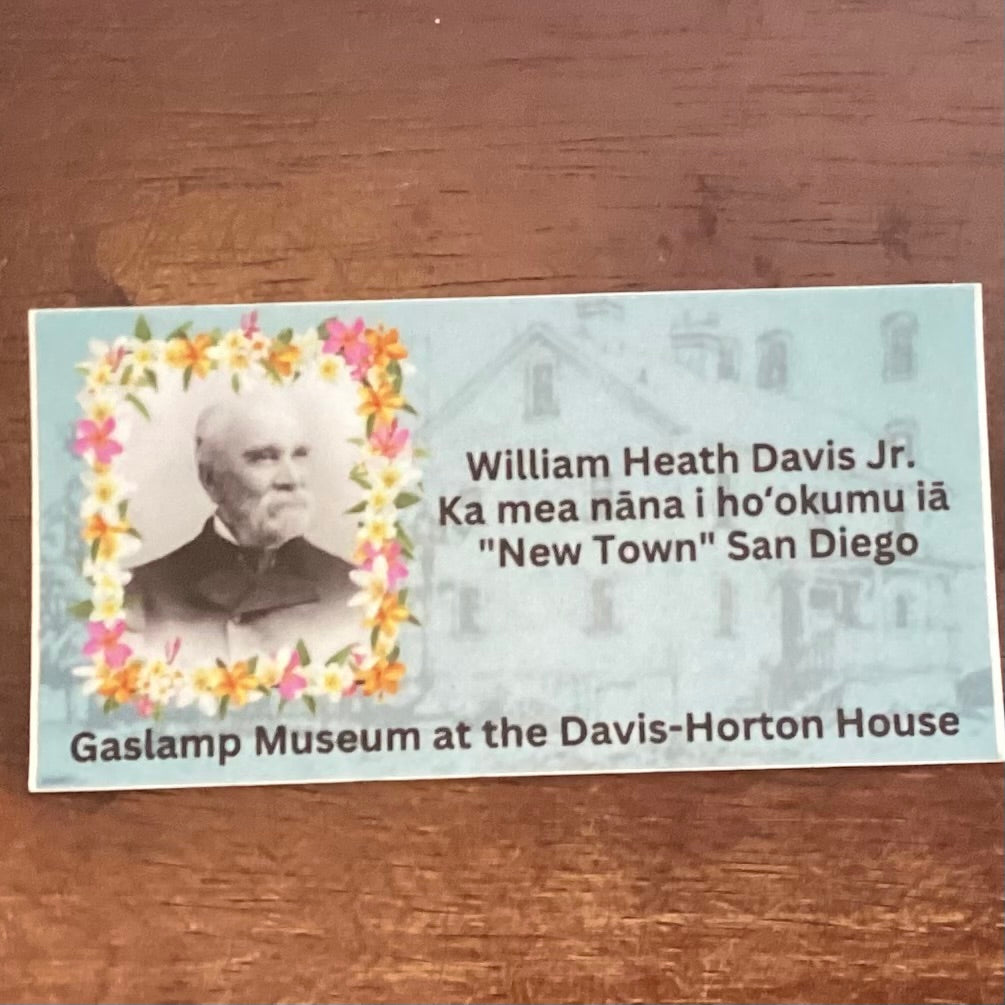 William Heath Davis Jr.
Ka mea nāna i hoʻokumu iā
"New Town" San Diego
Gaslamp Museum at the Davis-Horton House